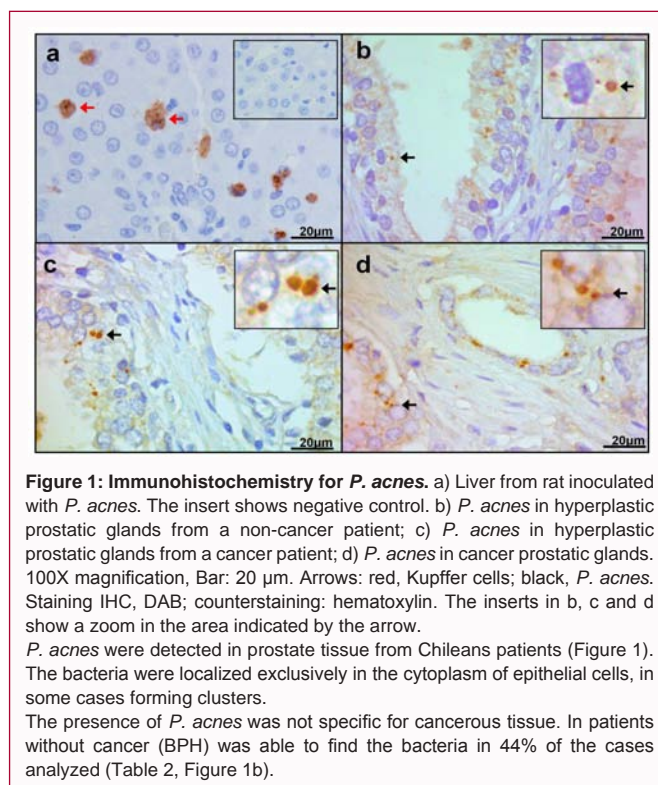 a
b
20µm
20µm
c
d
20µm
20µm
Figure 1: Immunohistochemistry for P. acnes. a) Liver from rat inoculated
with P. acnes. The insert shows negative control. b) P. acnes in hyperplastic
prostatic glands from a non-cancer patient; c) P. acnes in hyperplastic
prostatic glands from a cancer patient; d) P. acnes in cancer prostatic glands.
100X magnification, Bar: 20 µm. Arrows: red, Kupffer cells; black, P. acnes.
Staining IHC, DAB; counterstaining: hematoxylin. The inserts in b, c and d
show a zoom in the area indicated by the arrow.
P. acnes were detected in prostate tissue from Chileans patients (Figure 1).
The bacteria were localized exclusively in the cytoplasm of epithelial cells, in
some cases forming clusters.
The presence of P. acnes was not specific for cancerous tissue. In patients
without cancer (BPH) was able to find the bacteria in 44% of the cases
analyzed (Table 2, Figure 1b).